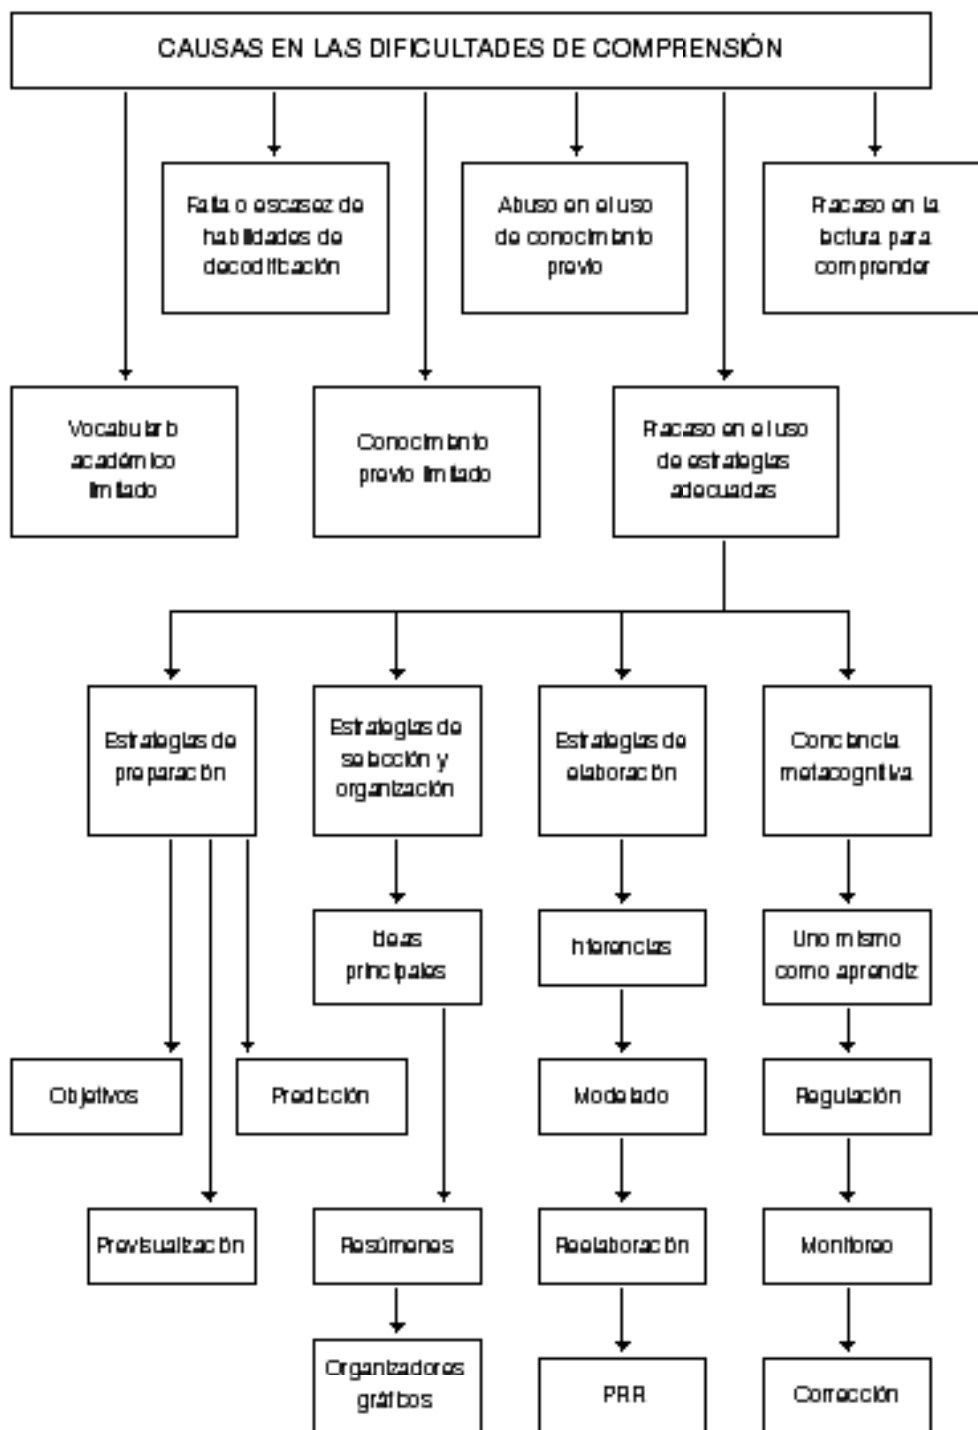 CAUSAS EN LAS DIFICULTADES DE COMPRENSIÓN
Falta o escasez de
habilidades de
decodificación
Abuso en el uso
de conocimiento
previo
Fracaso en la
lectura para
comprender
Vocabulario
académico
limitado
Conocimiento
previo limitado
Fracaso en el uso
de estrategias
adecuadas
Estrategias de
preparación
Estrategias de
selección y
organización
Estrategias de
elaboración
Conciencia
metacognitiva
Ideas
principales
Inferencias
Uno mismo
como aprendiz
Objetivos
Predicción
Modelado
Regulación
Previsualización
Resúmenes
Reelaboración
Monitoreo
Organizadores
gráficos
PRR
Corrección